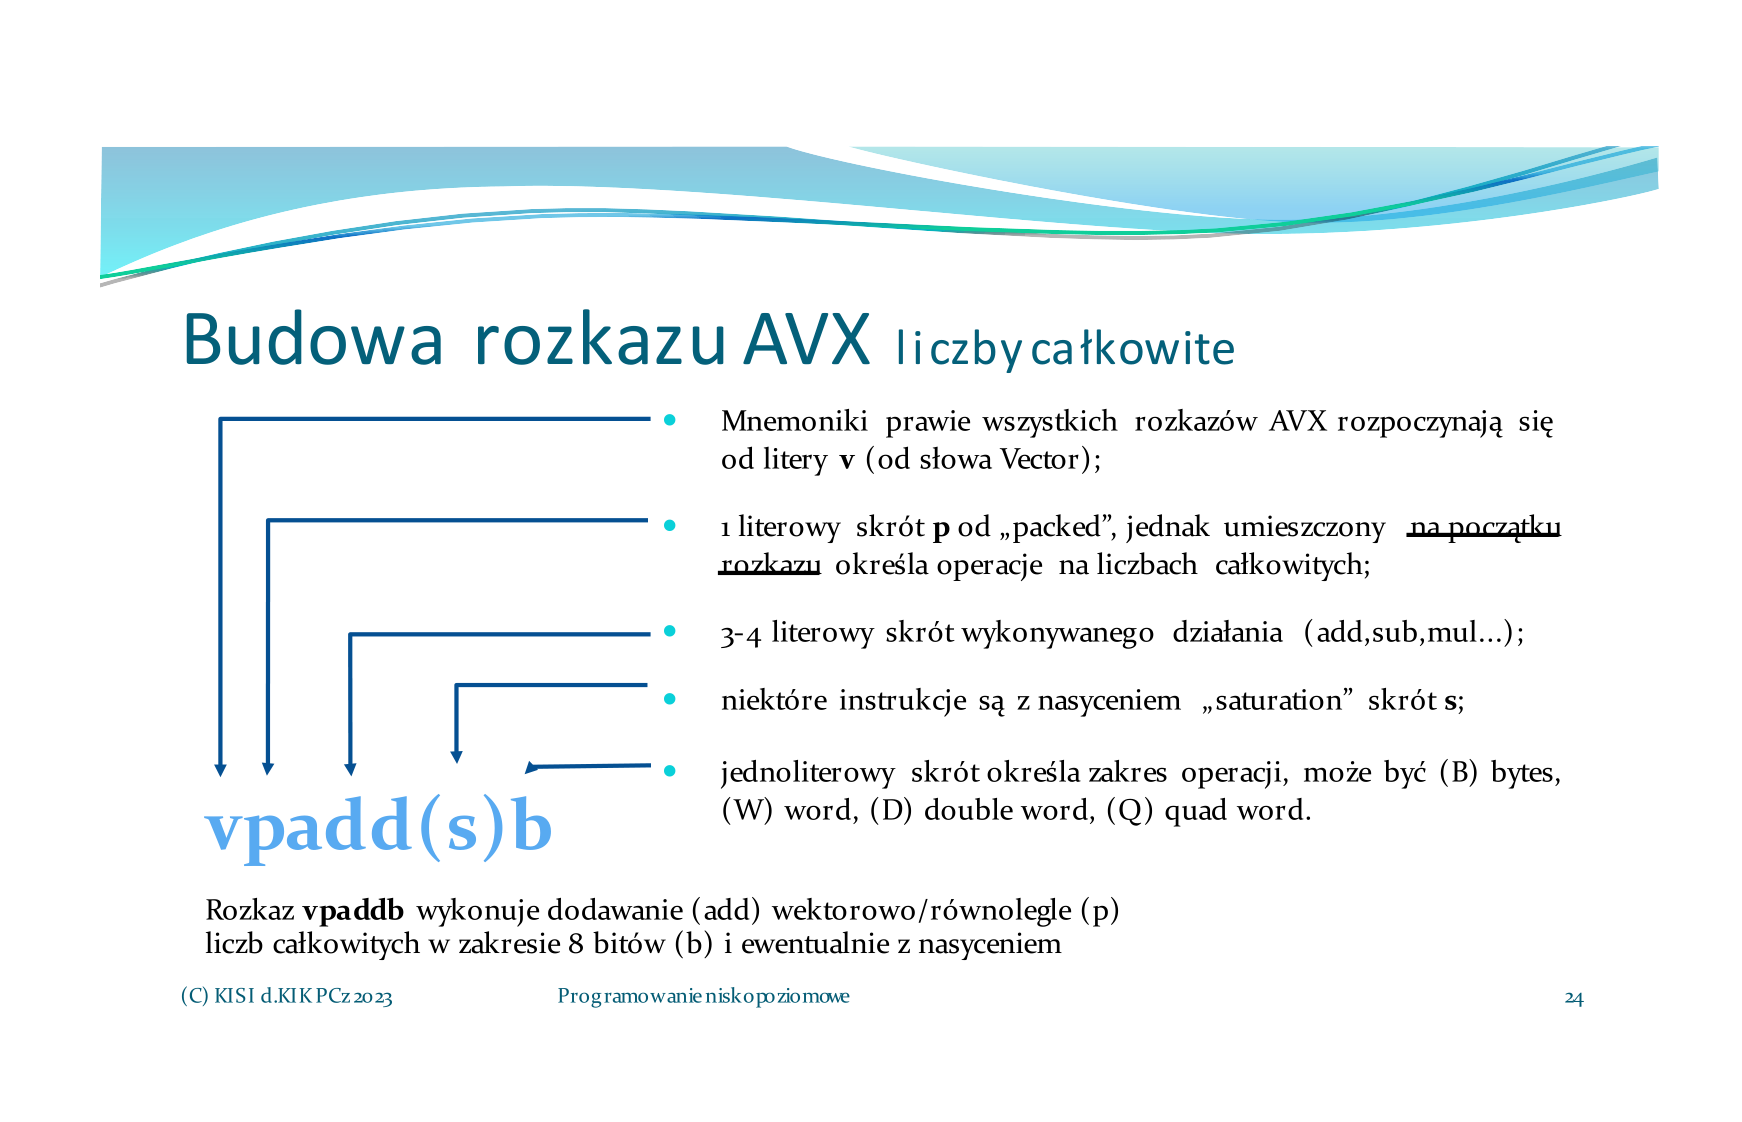 Budowa rozkazu AVX liczby całkowite
Mnemoniki prawie wszystkich rozkazów AVX rozpoczynają się
od litery v (od słowa Vector);
1 literowy skrót p od „packed”, jednak umieszczony na początku
rozkazu określa operacje na liczbach całkowitych;
3-4 literowy skrót wykonywanego działania (add,sub,mul...);
niektóre instrukcje są z nasyceniem „saturation” skrót s;
jednoliterowy skrót określa zakres operacji, może być (B) bytes,
(W) word, (D) double word, (Q) quad word.
vpadd(s)b
Rozkaz vpaddb wykonuje dodawanie (add) wektorowo/równolegle (p)
liczb całkowitych w zakresie 8 bitów (b) i ewentualnie z nasyceniem
(C) KISI d.KIK PCz 2023 Programowanie niskopoziomowe 24